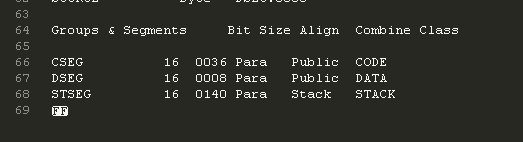 63
64 Groups & Segments Bit Size Align Combine Class
65
66 CSEG 16 0036 Para Public CODE
67 DSEG 16 0008 Para Public DATA
68 STSEG 16 0140 Para Stack STACK
69 FF